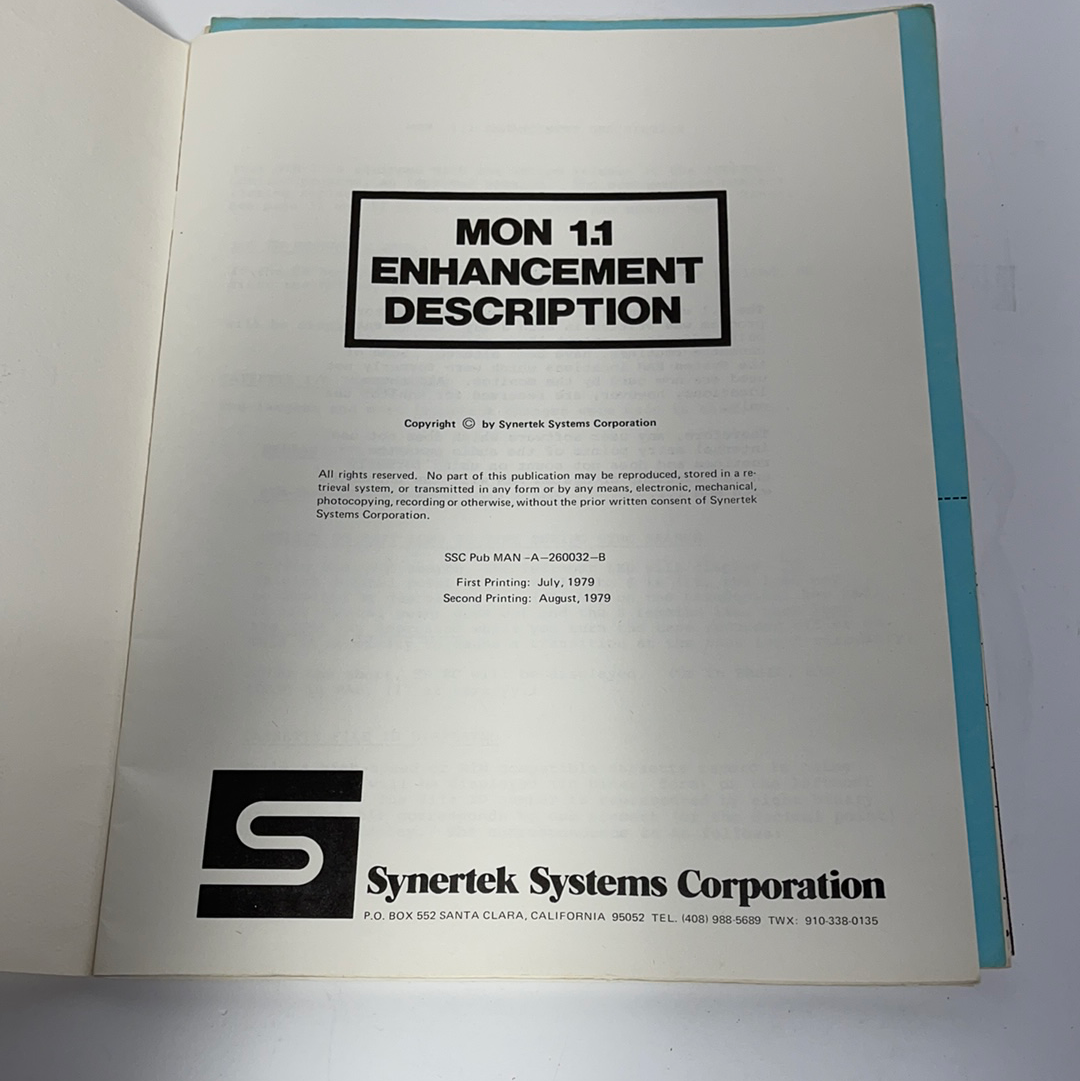 MON 1.1
ENHANCEMENT
DESCRIPTION
Copyright © by Synertek Systems Corporation
All rights reserved. No part of this publication may be reproduced, stored in a re-
trieval system, or transmitted in any form or by any means, electronic, mechanical,
photocopying, recording or otherwise, without the prior written consent of Synertek
Systems Corporation.
SSC Pub MAN -A-260032-B
First Printing: July, 1979
Second Printing: August, 1979
Synertek Systems Corporation
P.O. BOX 552 SANTA CLARA, CALIFORNIA 95052 TEL. (408) 988-5689 TWX: 910-338-0135